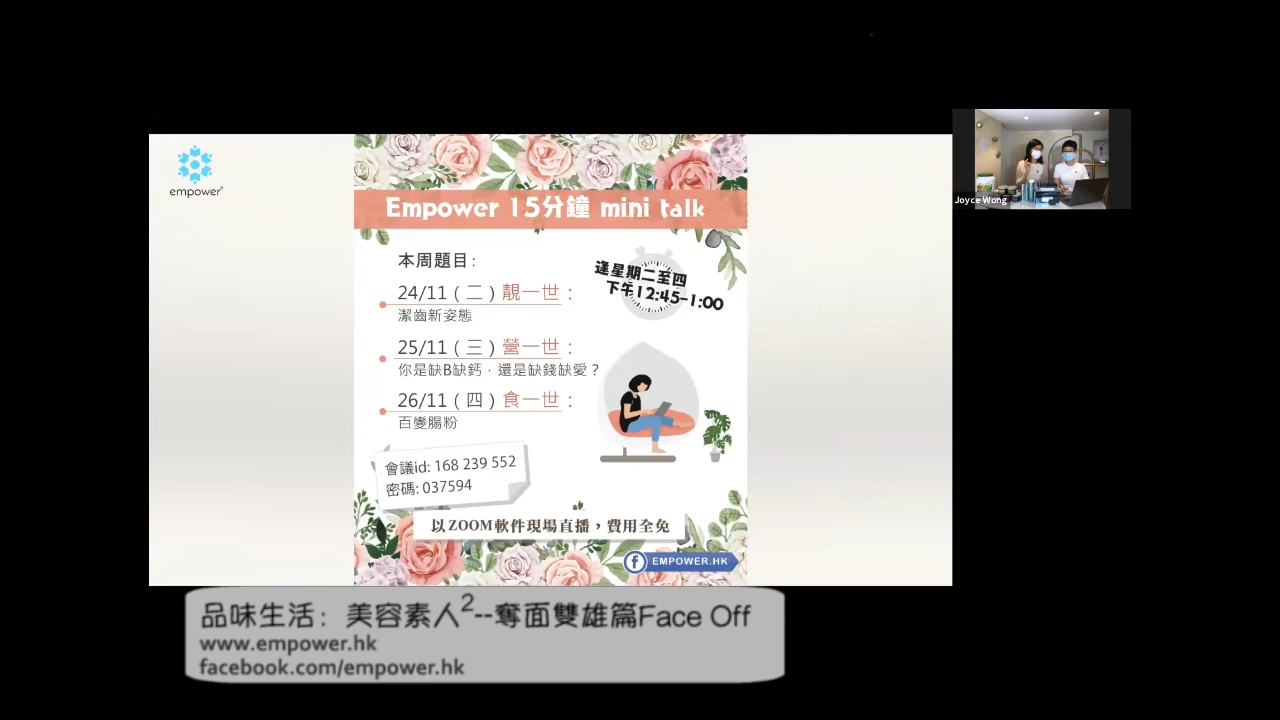 empower®
Empower 15分鐘 mini talk
本周題目：
逢星期二至四
下午12:45-1:00
24/11（二）靚一世：
潔齒新姿態
25/11（三）營一世：
你是缺B缺鈣，還是缺錢缺愛？
26/11（四）食一世：
百變腸粉
會議id: 168 239 552
密碼: 037594
以ZOOM軟件現場直播，費用全免
f EMPOWER.HK
Joyce Wong
品味生活：美容素人2--奪面雙雄篇Face Off
www.empower.hk
facebook.com/empower.hk